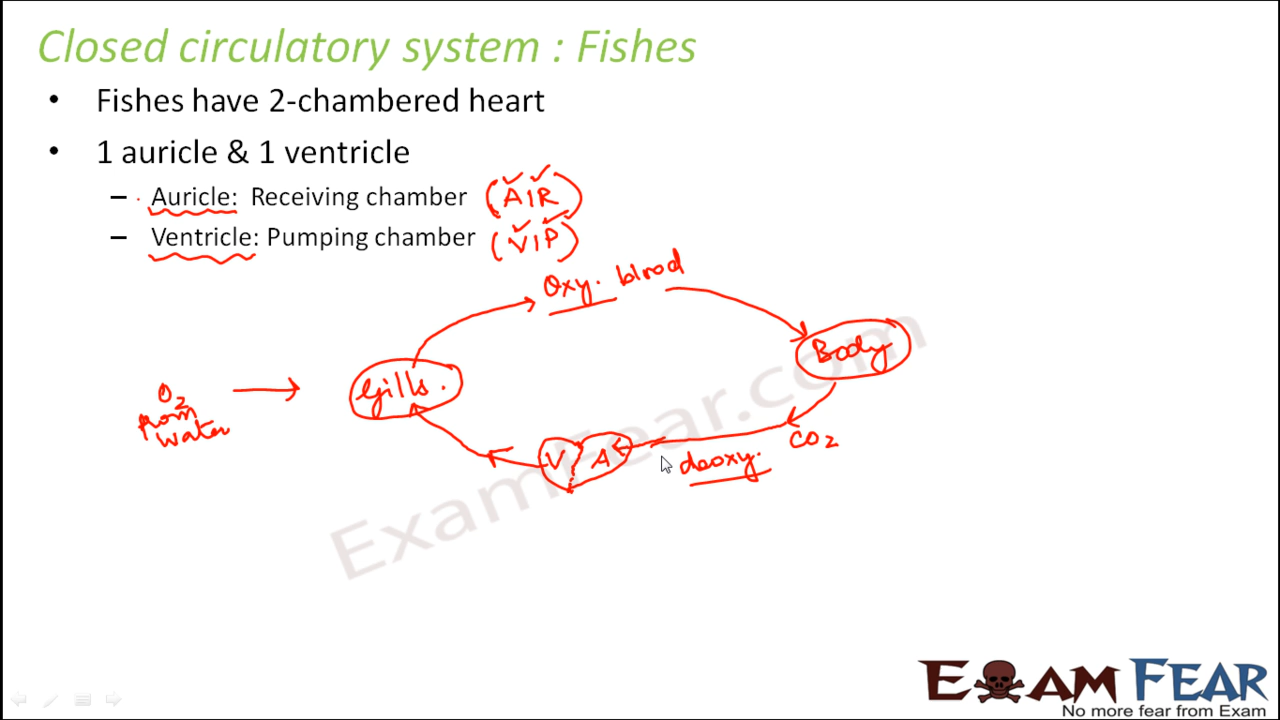 Closed circulatory system : Fishes
• Fishes have 2-chambered heart
• 1 auricle & 1 ventricle
– Auricle: Receiving chamber (AIR)
– Ventricle: Pumping chamber (VIP)
Oxy. blood
Body
Gills.
O2
from
water
CO2
V A
deoxy.
ExamFear.com
EXAM FEAR
No more fear from Exam